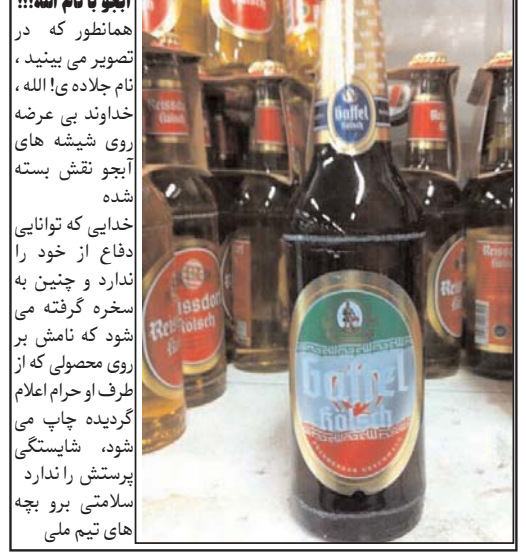 آبجو با نام الله!!!
همانطور که در
تصویر می بینید ،
نام جلاده ی! الله ،
خداوند بی عرضه
روی شیشه های
آبجو نقش بسته
شده
خدایی که توانایی
دفاع از خود را
ندارد و چنین به
سخره گرفته می
شود که نامش بر
روی محصولی که از
طرف او حرام اعلام
گردیده چاپ می
شود، شایستگی
پرستش را ندارد
سلامتی برو بچه
های تیم ملی
Gaffel
Kölsch
Gaffel
Kölsch
Reissdorf
Kölsch
Reissdorf
Kölsch
Reissdorf